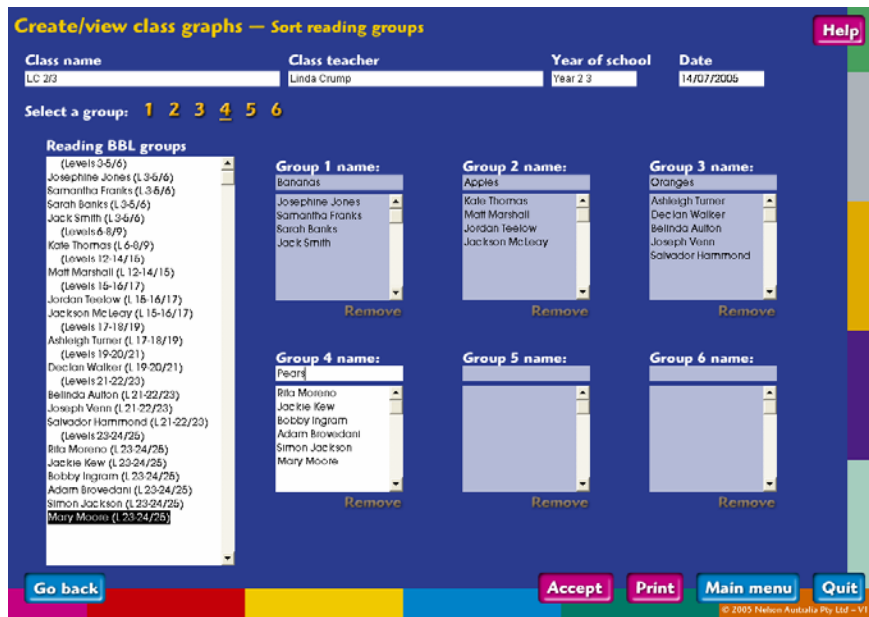 Create/view class graphs — Sort reading groups
Help
Class name Class teacher Year of school Date
LC 2/3 Linda Crump Year 2 3 14/07/2005
Select a group: 1 2 3 4 5 6
Reading BBL groups
(Levels 3-5/6)
Josephine Jones (L 3-5/6)
Samantha Franks (L 3-5/6)
Sarah Banks (L 3-5/6)
Jack Smith (L 3-5/6)
(Levels 6-8/9)
Kate Thomas (L 6-8/9)
(Levels 12-14/15)
Matt Marshall (L 12-14/15)
(Levels 15-16/17)
Jordan Teelow (L 15-16/17)
Jackson McLeay (L 15-16/17)
(Levels 17-18/19)
Ashleigh Turner (L 17-18/19)
(Levels 19-20/21)
Declan Walker (L 19-20/21)
(Levels 21-22/23)
Belinda Aulton (L 21-22/23)
Joseph Venn (L 21-22/23)
Salvador Hammond (L 21-22/23)
(Levels 23-24/25)
Rita Moreno (L 23-24/25)
Jackie Kew (L 23-24/25)
Bobby Ingram (L 23-24/25)
Adam Brovedani (L 23-24/25)
Simon Jackson (L 23-24/25)
Mary Moore (L 23-24/25)
Group 1 name:
Bananas
Josephine Jones
Samantha Franks
Sarah Banks
Jack Smith
Remove
Group 2 name:
Apples
Kate Thomas
Matt Marshall
Jordan Teelow
Jackson McLeay
Remove
Group 3 name:
Oranges
Ashleigh Turner
Declan Walker
Belinda Aulton
Joseph Venn
Salvador Hammond
Remove
Group 4 name:
Pears
Rita Moreno
Jackie Kew
Bobby Ingram
Adam Brovedani
Simon Jackson
Mary Moore
Remove
Group 5 name:
Remove
Group 6 name:
Remove
Go back Accept Print Main menu Quit
© 2005 Nelson Australia Pty Ltd – V1